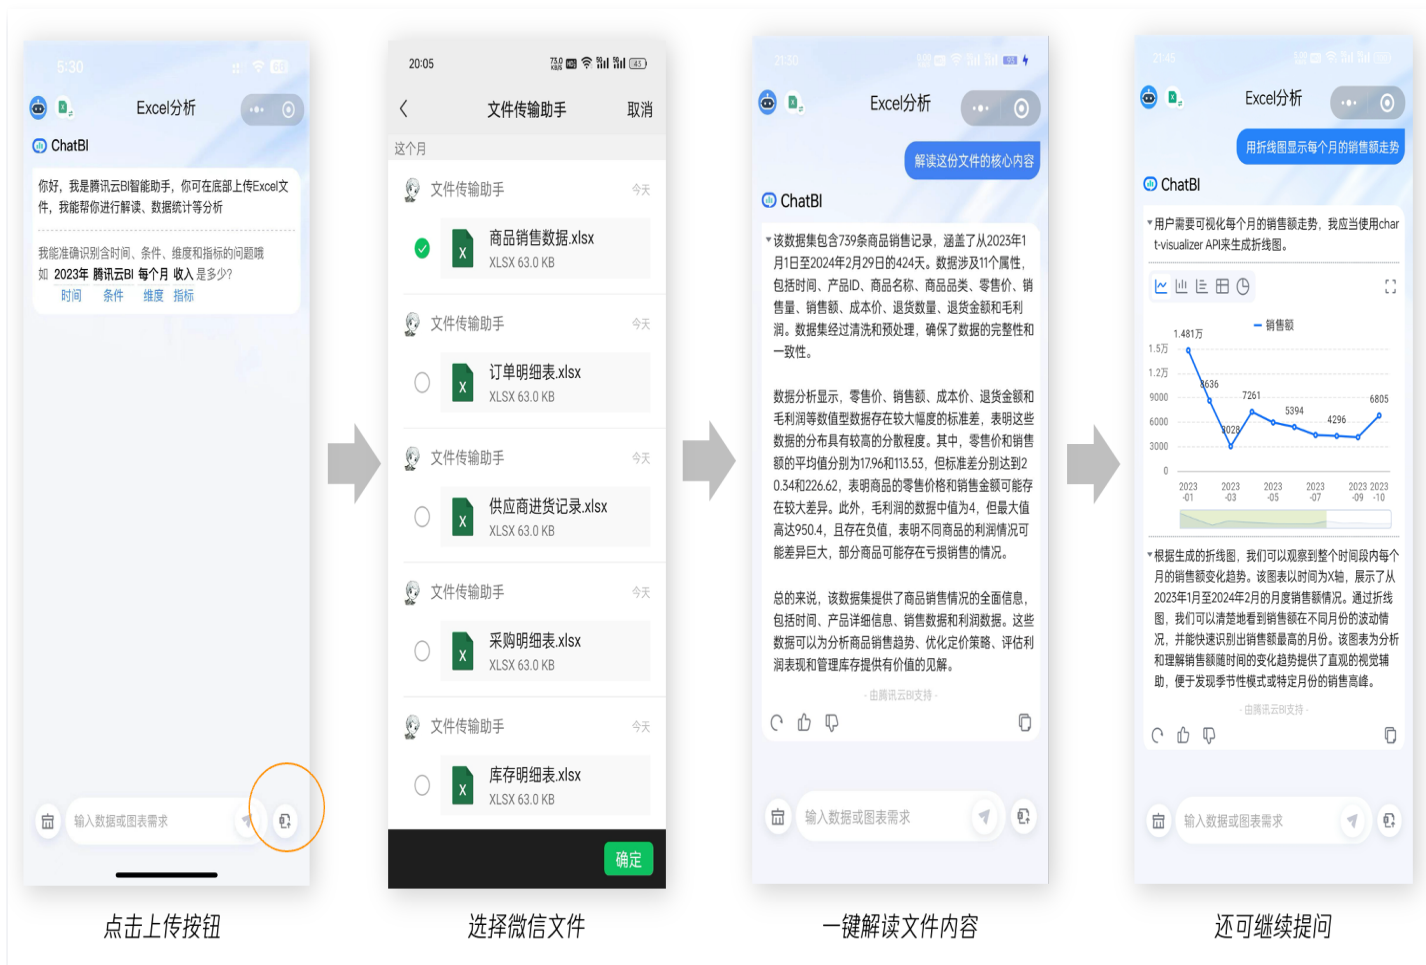 5:30
Excel分析
ChatBI
你好，我是腾讯云BI智能助手，你可在底部上传Excel文
件，我能帮你进行解读、数据统计等分析
我能准确识别含时间、条件、维度和指标的问题哦
如 2023年 腾讯云BI 每个月 收入 是多少?
时间 条件 维度 指标
输入数据或图表需求
点击上传按钮
20:05
文件传输助手
取消
这个月
文件传输助手 今天
商品销售数据.xlsx
XLSX 63.0 KB
文件传输助手 今天
订单明细表.xlsx
XLSX 63.0 KB
文件传输助手 今天
供应商进货记录.xlsx
XLSX 63.0 KB
文件传输助手 今天
采购明细表.xlsx
XLSX 63.0 KB
文件传输助手 今天
库存明细表.xlsx
XLSX 63.0 KB
确定
选择微信文件
21:30
Excel分析
解读这份文件的核心内容
ChatBI
该数据集包含739条商品销售记录，涵盖了从2023年1
月1日至2024年2月29日的424天。数据涉及11个属性，
包括时间、产品ID、商品名称、商品品类、零售价、销
售量、销售额、成本价、退货数量、退货金额和毛利
润。数据集经过清洗和预处理，确保了数据的完整性和
一致性。
数据分析显示，零售价、销售额、成本价、退货金额和
毛利润等数值型数据存在较大幅度的标准差，表明这些
数据的分布具有较高的分散程度。其中，零售价和销售
额的平均值分别为17.96和113.53，但标准差分别达到2
0.34和226.62，表明商品的零售价格和销售金额可能存
在较大差异。此外，毛利润的数据中值为4，但最大值
高达950.4，且存在负值，表明不同商品的利润情况可
能差异巨大，部分商品可能存在亏损销售的情况。
总的来说，该数据集提供了商品销售情况的全面信息，
包括时间、产品详细信息、销售数据和利润数据。这些
数据可以为分析商品销售趋势、优化定价策略、评估利
润表现和管理库存提供有价值的见解。
- 由腾讯云BI支持 -
输入数据或图表需求
一键解读文件内容
21:45
Excel分析
用折线图显示每个月的销售额走势
ChatBI
用户需要可视化每个月的销售额走势，我应当使用char
t-visualizer API来生成折线图。
销售额
1.481万
1.5万
1.2万
8636
9000
7261
6805
6000
5394
4296
3028
3000
0
2023-01 2023-03 2023-05 2023-07 2023-09 2023-10
根据生成的折线图，我们可以观察到整个时间段内每个
月的销售额变化趋势。该图表以时间为X轴，展示了从
2023年1月至2024年2月的月度销售额情况。通过折线
图，我们可以清楚地看到销售额在不同月份的波动情
况，并能快速识别出销售额最高的月份。该图表为分析
和理解销售额随时间的变化趋势提供了直观的视觉辅
助，便于发现季节性模式或特定月份的销售高峰。
- 由腾讯云BI支持 -
输入数据或图表需求
还可继续提问